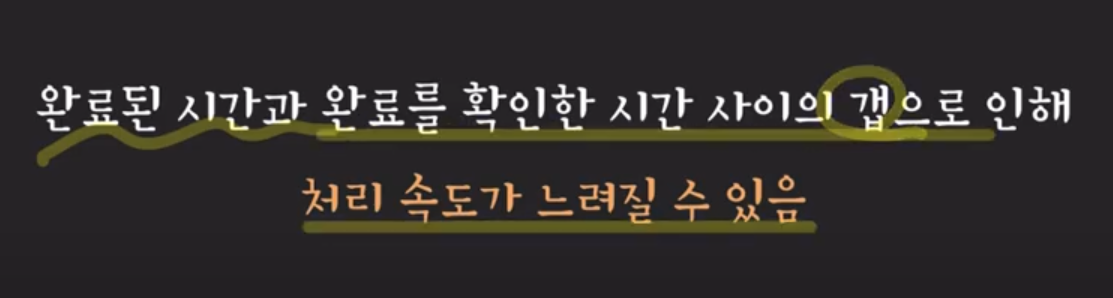 완료된 시간과 완료를 확인한 시간 사이의 갭으로 인해
처리 속도가 느려질 수 있음